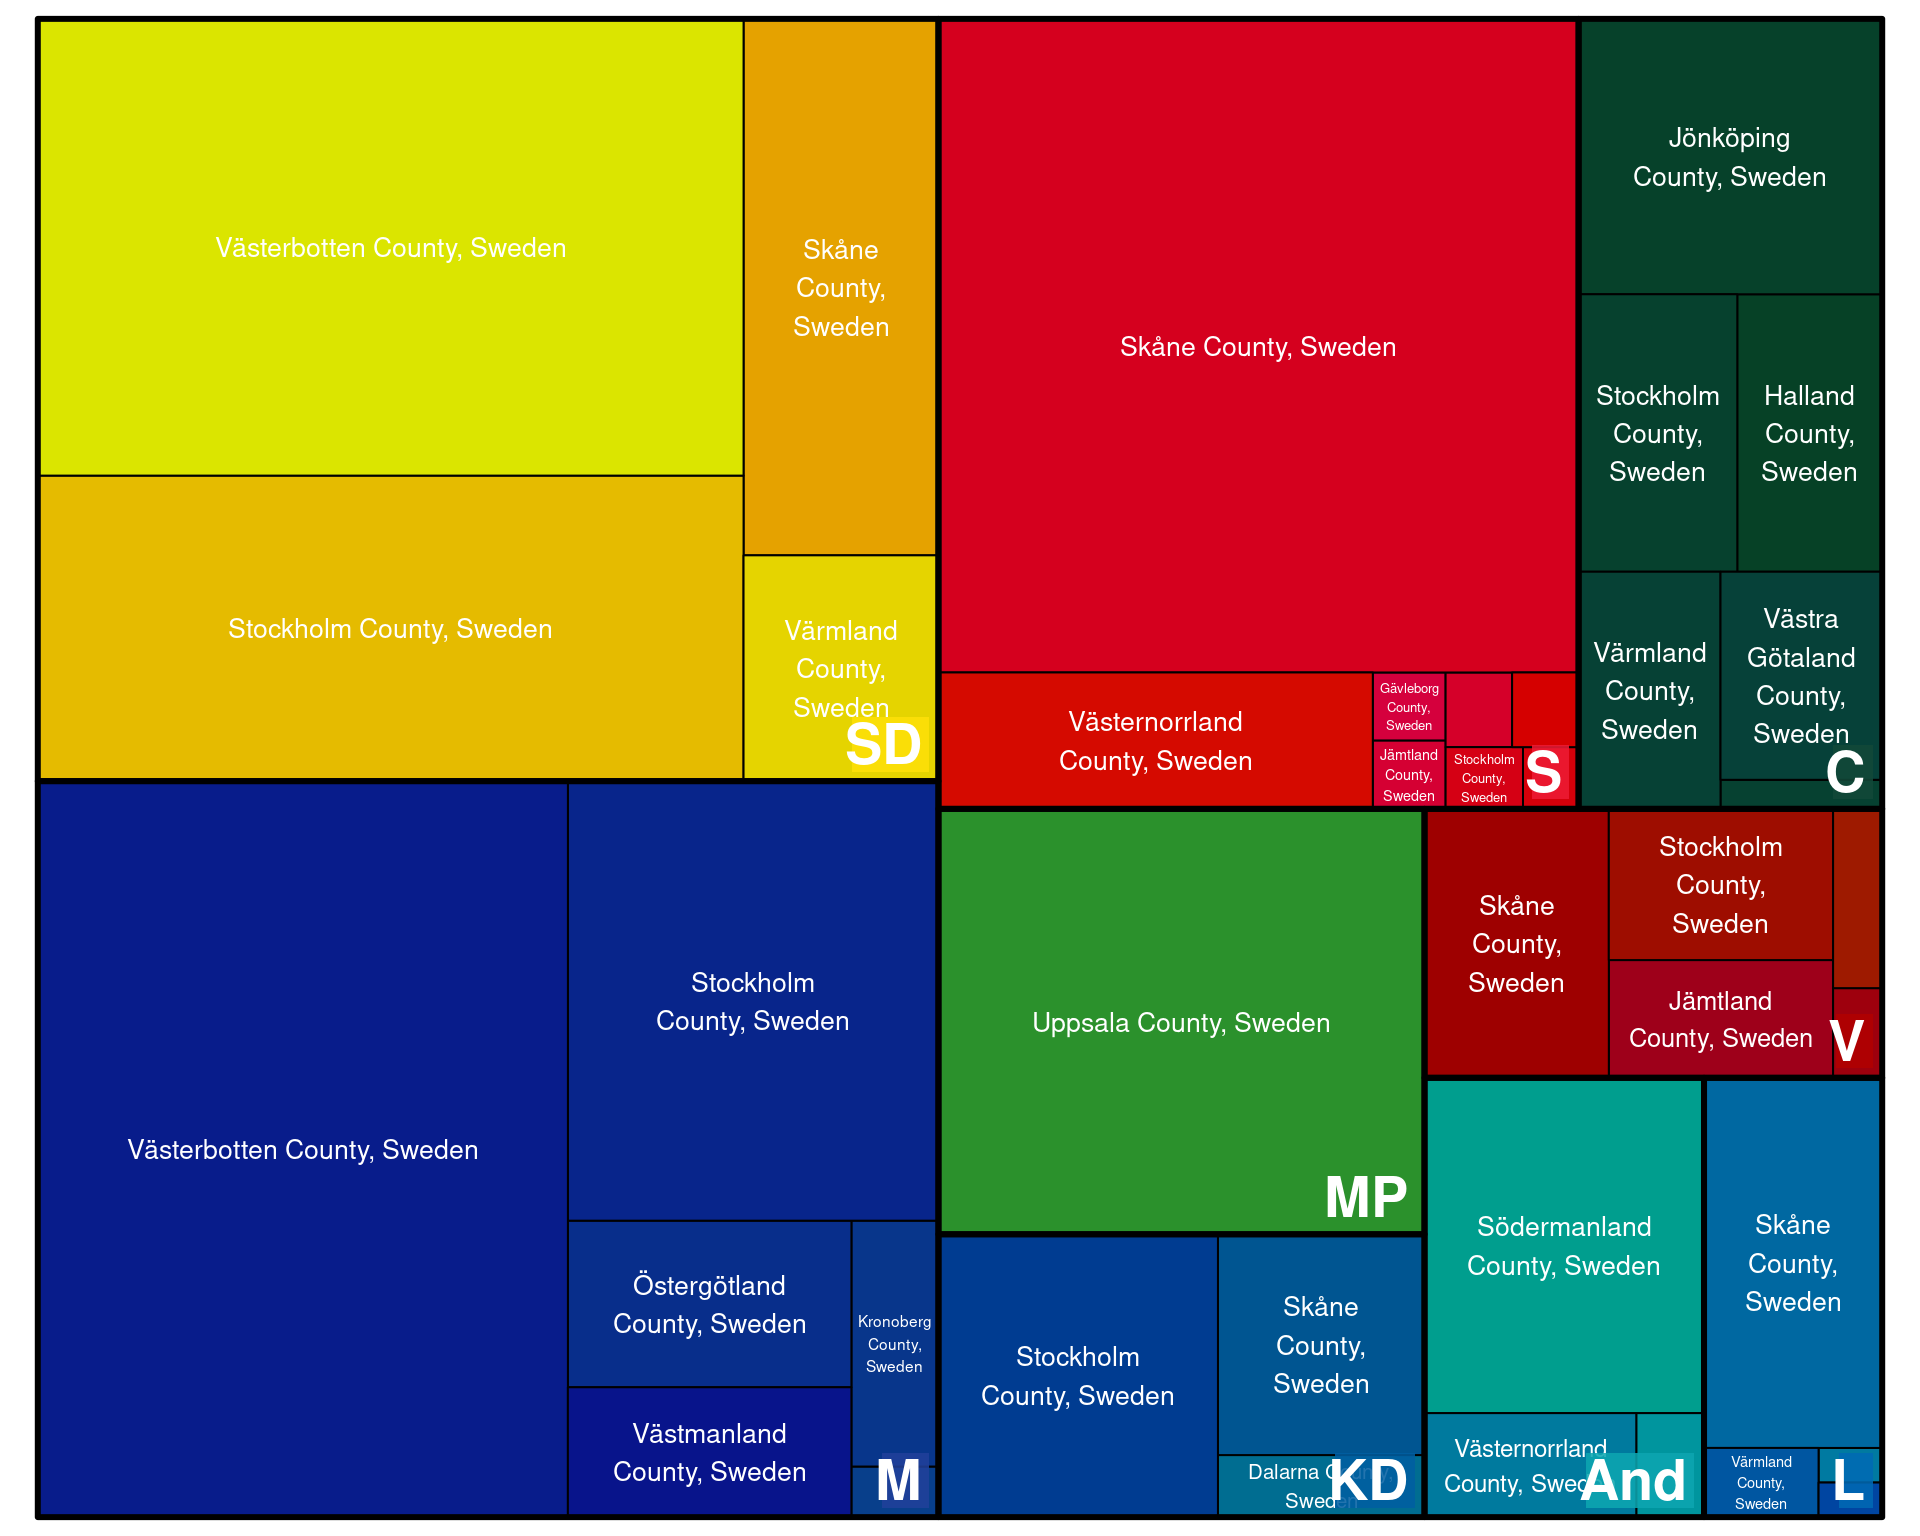 Västerbotten County, Sweden
Skåne
County,
Sweden
Stockholm County, Sweden
Värmland
County,
Sweden
SD
Skåne County, Sweden
Västernorrland
County, Sweden
Gävleborg
County,
Sweden
Jämtland
County,
Sweden
Stockholm
County,
Sweden
S
Jönköping
County, Sweden
Stockholm
County,
Sweden
Halland
County,
Sweden
Värmland
County,
Sweden
Västra
Götaland
County,
Sweden
C
Västerbotten County, Sweden
Stockholm
County, Sweden
Östergötland
County, Sweden
Kronoberg
County,
Sweden
Västmanland
County, Sweden
M
Uppsala County, Sweden
MP
Skåne
County,
Sweden
Stockholm
County,
Sweden
Jämtland
County, Sweden
V
Stockholm
County, Sweden
Skåne
County,
Sweden
Dalarna County,
Sweden
KD
Södermanland
County, Sweden
Västernorrland
County, Sweden
And
Skåne
County,
Sweden
Värmland
County,
Sweden
L